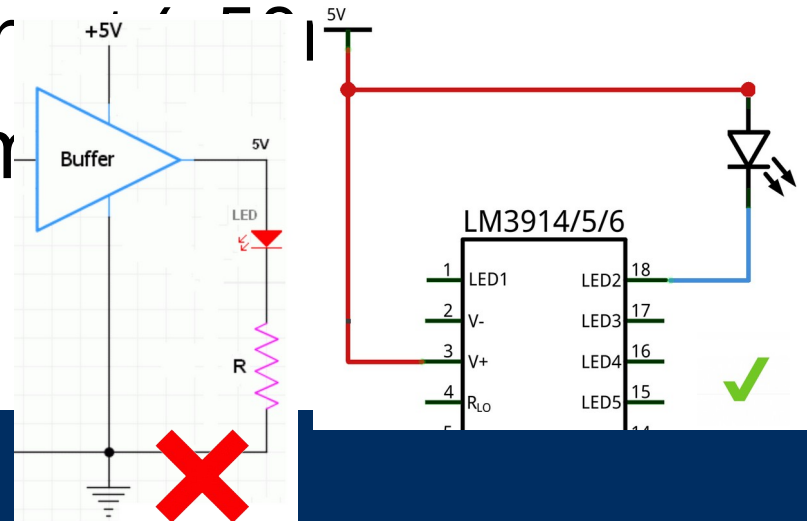 +5V
Buffer
5V
LED
R
5V
LM3914/5/6
1 LED1 LED2 18
2 V- LED3 17
3 V+ LED4 16
4 RLO LED5 15